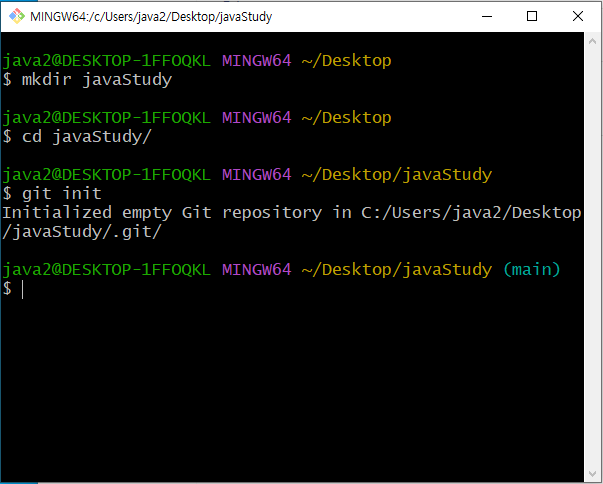 MINGW64:/c/Users/java2/Desktop/javaStudy
java2@DESKTOP-1FFOQKL MINGW64 ~/Desktop
$ mkdir javaStudy
java2@DESKTOP-1FFOQKL MINGW64 ~/Desktop
$ cd javaStudy/
java2@DESKTOP-1FFOQKL MINGW64 ~/Desktop/javaStudy
$ git init
Initialized empty Git repository in C:/Users/java2/Desktop
/javaStudy/.git/
java2@DESKTOP-1FFOQKL MINGW64 ~/Desktop/javaStudy (main)
$